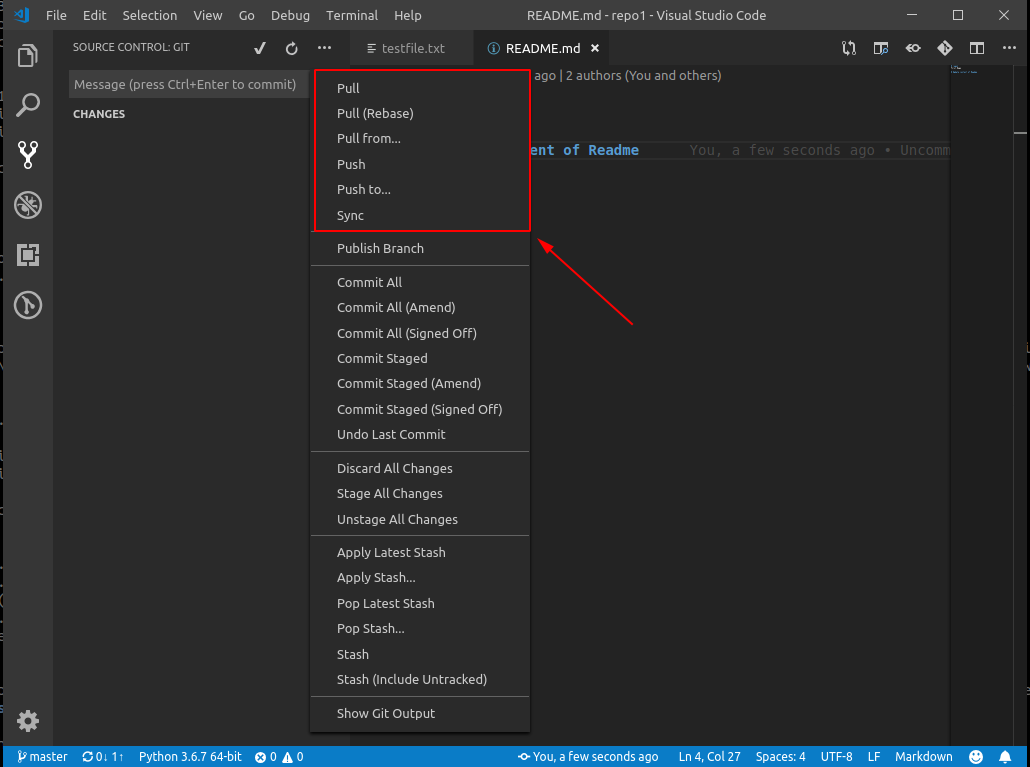 File Edit Selection View Go Debug Terminal Help README.md - repo1 - Visual Studio Code
SOURCE CONTROL: GIT
testfile.txt
README.md
Message (press Ctrl+Enter to commit)
ago | 2 authors (You and others)
CHANGES
ent of Readme You, a few seconds ago • Uncomm
Pull
Pull (Rebase)
Pull from...
Push
Push to...
Sync
Publish Branch
Commit All
Commit All (Amend)
Commit All (Signed Off)
Commit Staged
Commit Staged (Amend)
Commit Staged (Signed Off)
Undo Last Commit
Discard All Changes
Stage All Changes
Unstage All Changes
Apply Latest Stash
Apply Stash...
Pop Latest Stash
Pop Stash...
Stash
Stash (Include Untracked)
Show Git Output
master 0↓ 1↑ Python 3.6.7 64-bit 0 0 You, a few seconds ago Ln 4, Col 27 Spaces: 4 UTF-8 LF Markdown